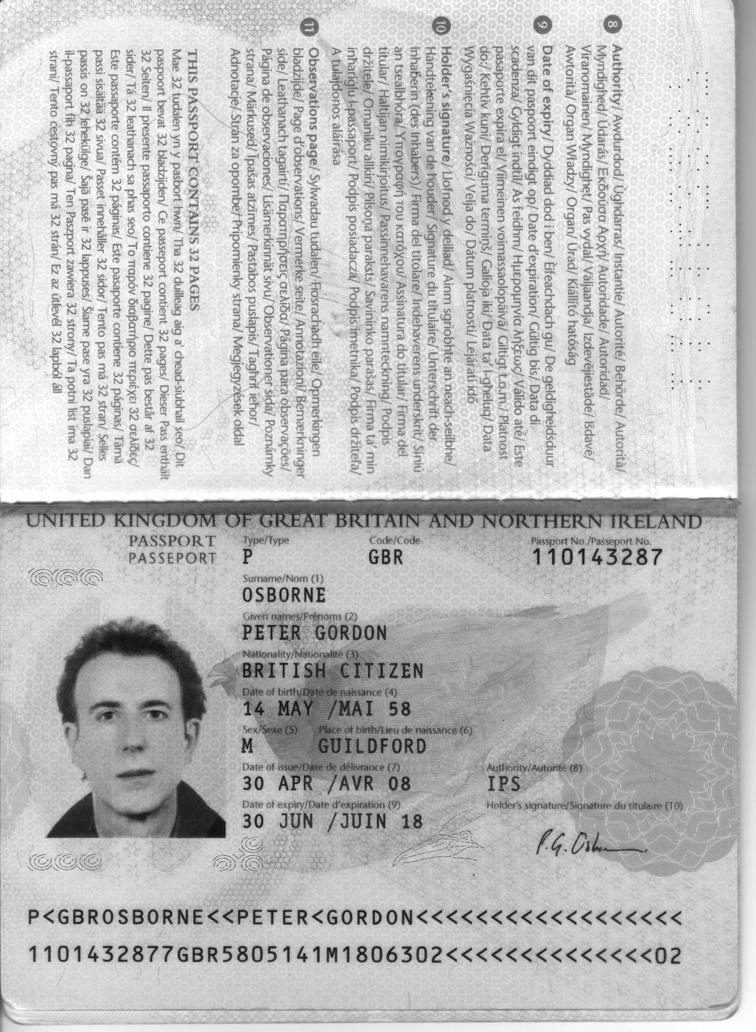 8 Authority/ Awdurdod/ Ùghdarras/ Instantie/ Autorité/ Behörde/ Autorità/
Myndighed/ Údarás/ Εκδούσα Αρχή/ Autoridade/ Autoridad/
Viranomainen/ Myndighet/ Pas vydal/ Väljaandja/ Izdevējiestāde/ Išdavė/
Awtorità/ Organ Władzy/ Organ/ Úrad/ Kiállító hatóság
9 Date of expiry/ Dyddiad dod i ben/ Eifeachdach gu/ De geldigheidsduur
van dit paspoort eindigt op/ Date d'expiration/ Gültig bis/ Data di
scadenza/ Gyldigt indtil/ As feidhm/ Ημερομηνία Λήξεως/ Válido até/ Este
pasaporte expira el/ Viimeinen voimassaolopäivä/ Giltigt t.o.m./ Platnost
do/ Kehtiv kuni/ Derīguma termiņš/ Galioja iki/ Data ta' l-għeluq/ Data
Wygaśnięcia Ważności/ Velja do/ Dátum platnosti/ Lejárati idő
10 Holder's signature/ Llofnod y deiliad/ Ainm sgrìobhte an neach-seilbhe/
Handtekening van de houder/ Signature du titulaire/ Unterschrift der
Inhaberin (des Inhabers)/ Firma del titolare/ Indehaverens underskrift/ Síniú
an tsealbhóra/ Υπογραφή του κατόχου/ Assinatura do titular/ Firma del
titular/ Haltijan nimikirjoitus/ Passinnehavarens namnteckning/ Podpis
držitele/ Omaniku allkiri/ Pilsoņa paraksts/ Savininko parašas/ Firma ta' min
inħariġlu l-passaport/ Podpis posiadacza/ Podpis imetnika/ Podpis držiteľa/
A tulajdonos aláírása
11 Observations page/ Sylwadau tudalen/ Fiosrachadh eile/ Opmerkingen
bladzijde/ Page d'observations/ Vermerke seite/ Annotazioni/ Bemærkninger
side/ Leathanach tagairtí/ Παρατηρήσεις σελίδα/ Página para observações/
Página de observaciones/ Lisämerkinnät sivu/ Observationer sida/ Poznámky
strana/ Märkused/ Īpašas atzīmes/ Pastabos puslapis/ Tagħrif ieħor/
Adnotacje/ Stran za opombe/ Pripomienky strana/ Megjegyzések oldal
THIS PASSPORT CONTAINS 32 PAGES
Mae 32 tudalen yn y pasbort hwn/ Tha 32 duilleag aig a' chead-siubhail seo/ Dit
paspoort bevat 32 bladzijden/ Ce passeport contient 32 pages/ Dieser Pass enthält
32 Seiten/ Il presente passaporto contiene 32 pagine/ Dette pas består af 32
sider/ Tá 32 leathanach sa phas seo/ Το παρόν διαβατήριο περιέχει 32 σελίδες/
Este passaporte contém 32 páginas/ Este pasaporte contiene 32 páginas/ Tämä
passi sisältää 32 sivua/ Passet innehåller 32 sidor/ Tento pas má 32 stran/ Selles
passis on 32 lehekülge/ Šajā pasē ir 32 lappuses/ Šiame pase yra 32 puslapiai/ Dan
il-passaport fih 32 paġna/ Ten Paszport zawiera 32 strony/ Ta potni list ima 32
strani/ Tento cestovný pas má 32 strán/ Ez az útlevél 32 lapból áll
UNITED KINGDOM OF GREAT BRITAIN AND NORTHERN IRELAND
PASSPORT Type/Type Code/Code Passport No./Passeport No.
PASSEPORT P GBR 110143287
Surname/Nom (1)
OSBORNE
Given names/Prénoms (2)
PETER GORDON
Nationality/Nationalité (3)
BRITISH CITIZEN
Date of birth/Date de naissance (4)
14 MAY /MAI 58
Sex/Sexe (5) Place of birth/Lieu de naissance (6)
M GUILDFORD
Date of issue/Date de délivrance (7) Authority/Autorité (8)
30 APR /AVR 08 IPS
Date of expiry/Date d'expiration (9) Holder's signature/Signature du titulaire (10)
30 JUN /JUIN 18
P.G. Osborne
P<GBROSBORNE<<PETER<GORDON<<<<<<<<<<<<<<<<<<
1101432877GBR5805141M1806302<<<<<<<<<<<<<<02